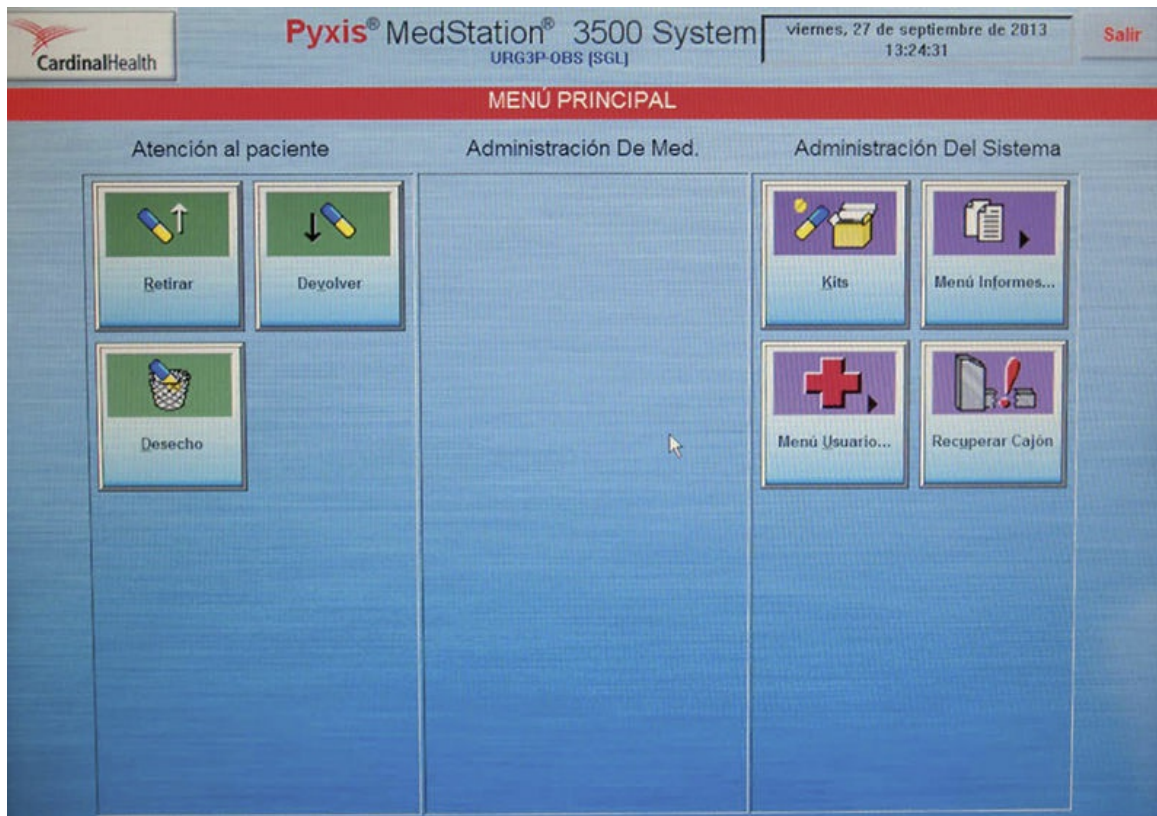 CardinalHealth
Pyxis® MedStation® 3500 System
URG3P-OBS [SGL]
viernes, 27 de septiembre de 2013
13:24:31
Salir
MENÚ PRINCIPAL
Atención al paciente
Administración De Med.
Administración Del Sistema
Retirar
Devolver
Kits
Menú Informes...
Desecho
Menú Usuario...
Recuperar Cajón